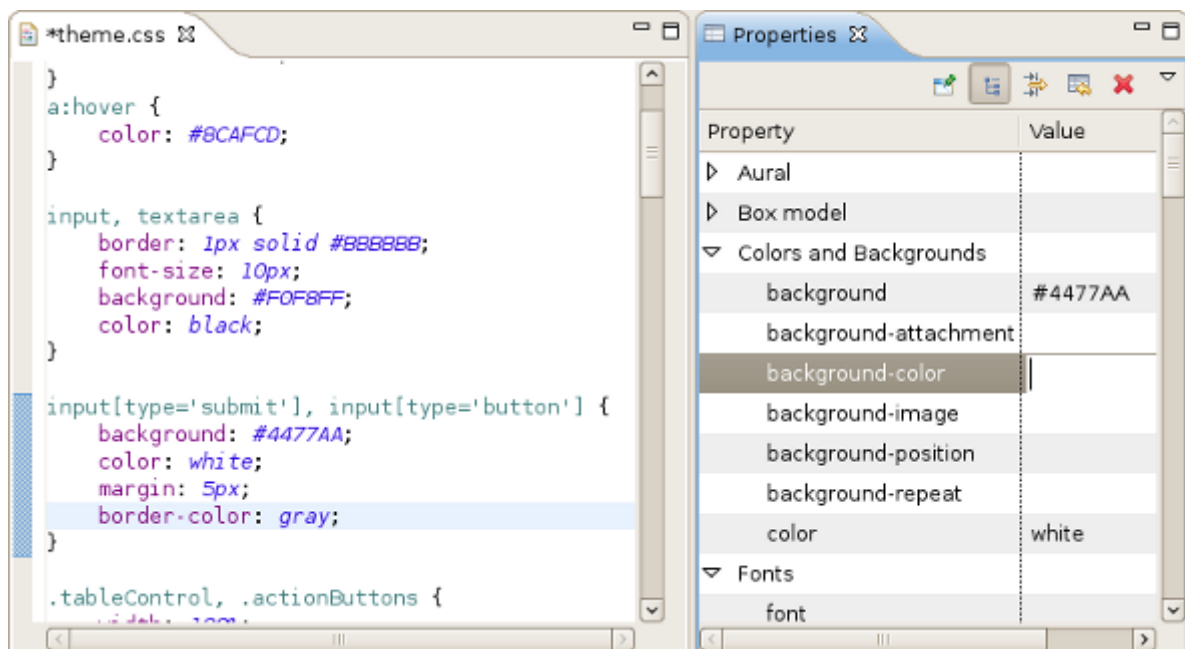 *theme.css
}
a:hover {
    color: #8CAFCD;
}
input, textarea {
    border: 1px solid #BBBBBB;
    font-size: 10px;
    background: #F0F8FF;
    color: black;
}
input[type='submit'], input[type='button'] {
    background: #4477AA;
    color: white;
    margin: 5px;
    border-color: gray;
}
.tableControl, .actionButtons {
Properties
Property Value
Aural
Box model
Colors and Backgrounds
background #4477AA
background-attachment
background-color
background-image
background-position
background-repeat
color white
Fonts
font